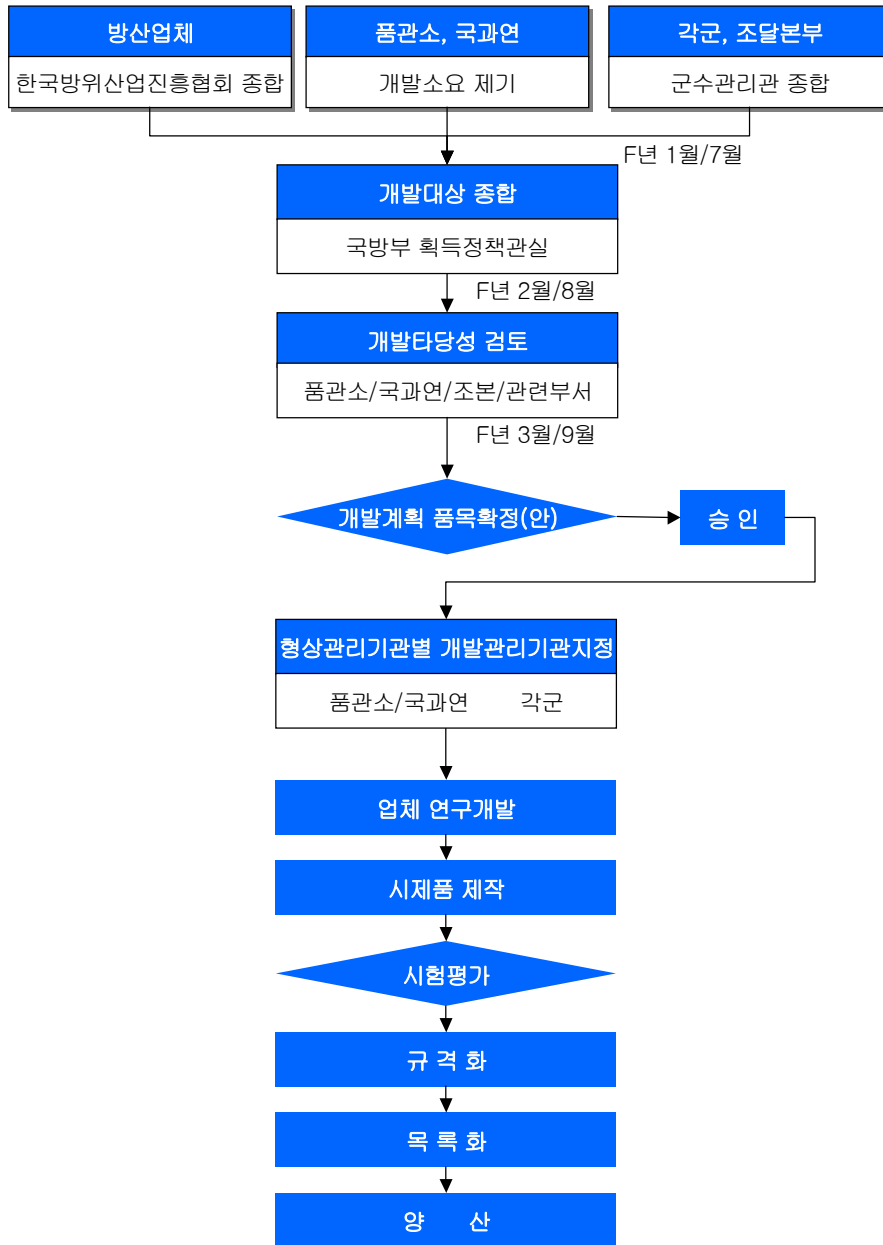 방산업체
한국방위산업진흥협회 종합
품관소, 국과연
개발소요 제기
각군, 조달본부
군수관리관 종합
F년 1월/7월
개발대상 종합
국방부 획득정책관실
F년 2월/8월
개발타당성 검토
품관소/국과연/조본/관련부서
F년 3월/9월
개발계획 품목확정(안)
승 인
형상관리기관별 개발관리기관지정
품관소/국과연 각군
업체 연구개발
시제품 제작
시험평가
규 격 화
목 록 화
양 산